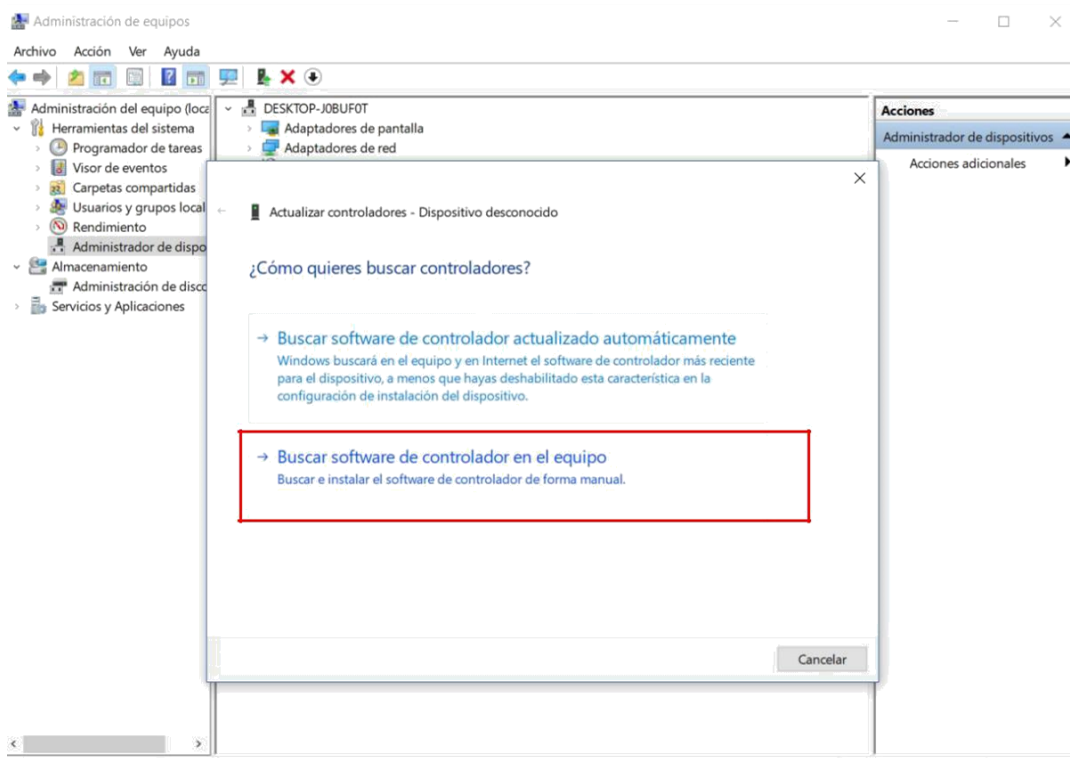 Administración de equipos
Archivo Acción Ver Ayuda
Administración del equipo (loca
Herramientas del sistema
Programador de tareas
Visor de eventos
Carpetas compartidas
Usuarios y grupos local
Rendimiento
Administrador de dispo
Almacenamiento
Administración de disco
Servicios y Aplicaciones
DESKTOP-J0BUF0T
Adaptadores de pantalla
Adaptadores de red
Acciones
Administrador de dispositivos
Acciones adicionales
Actualizar controladores - Dispositivo desconocido
¿Cómo quieres buscar controladores?
Buscar software de controlador actualizado automáticamente
Windows buscará en el equipo y en Internet el software de controlador más reciente
para el dispositivo, a menos que hayas deshabilitado esta característica en la
configuración de instalación del dispositivo.
Buscar software de controlador en el equipo
Buscar e instalar el software de controlador de forma manual.
Cancelar